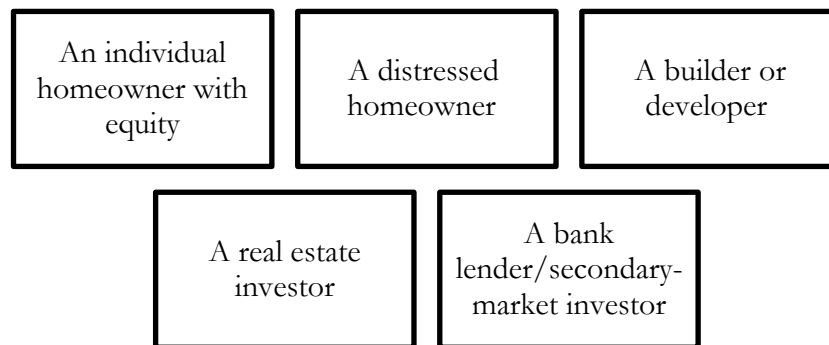 An individual
homeowner with
equity
A distressed
homeowner
A builder or
developer
A real estate
investor
A bank
lender/secondary-
market investor